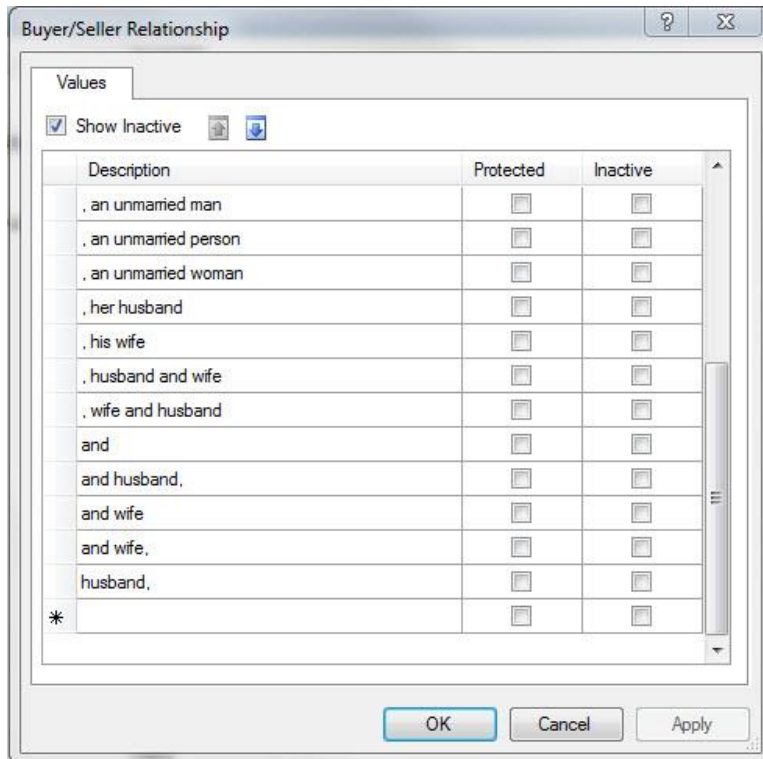 Buyer/Seller Relationship
Values
Show Inactive
Description Protected Inactive
, an unmarried man
, an unmarried person
, an unmarried woman
, her husband
, his wife
, husband and wife
, wife and husband
and
and husband,
and wife
and wife,
husband,
*
OK Cancel Apply